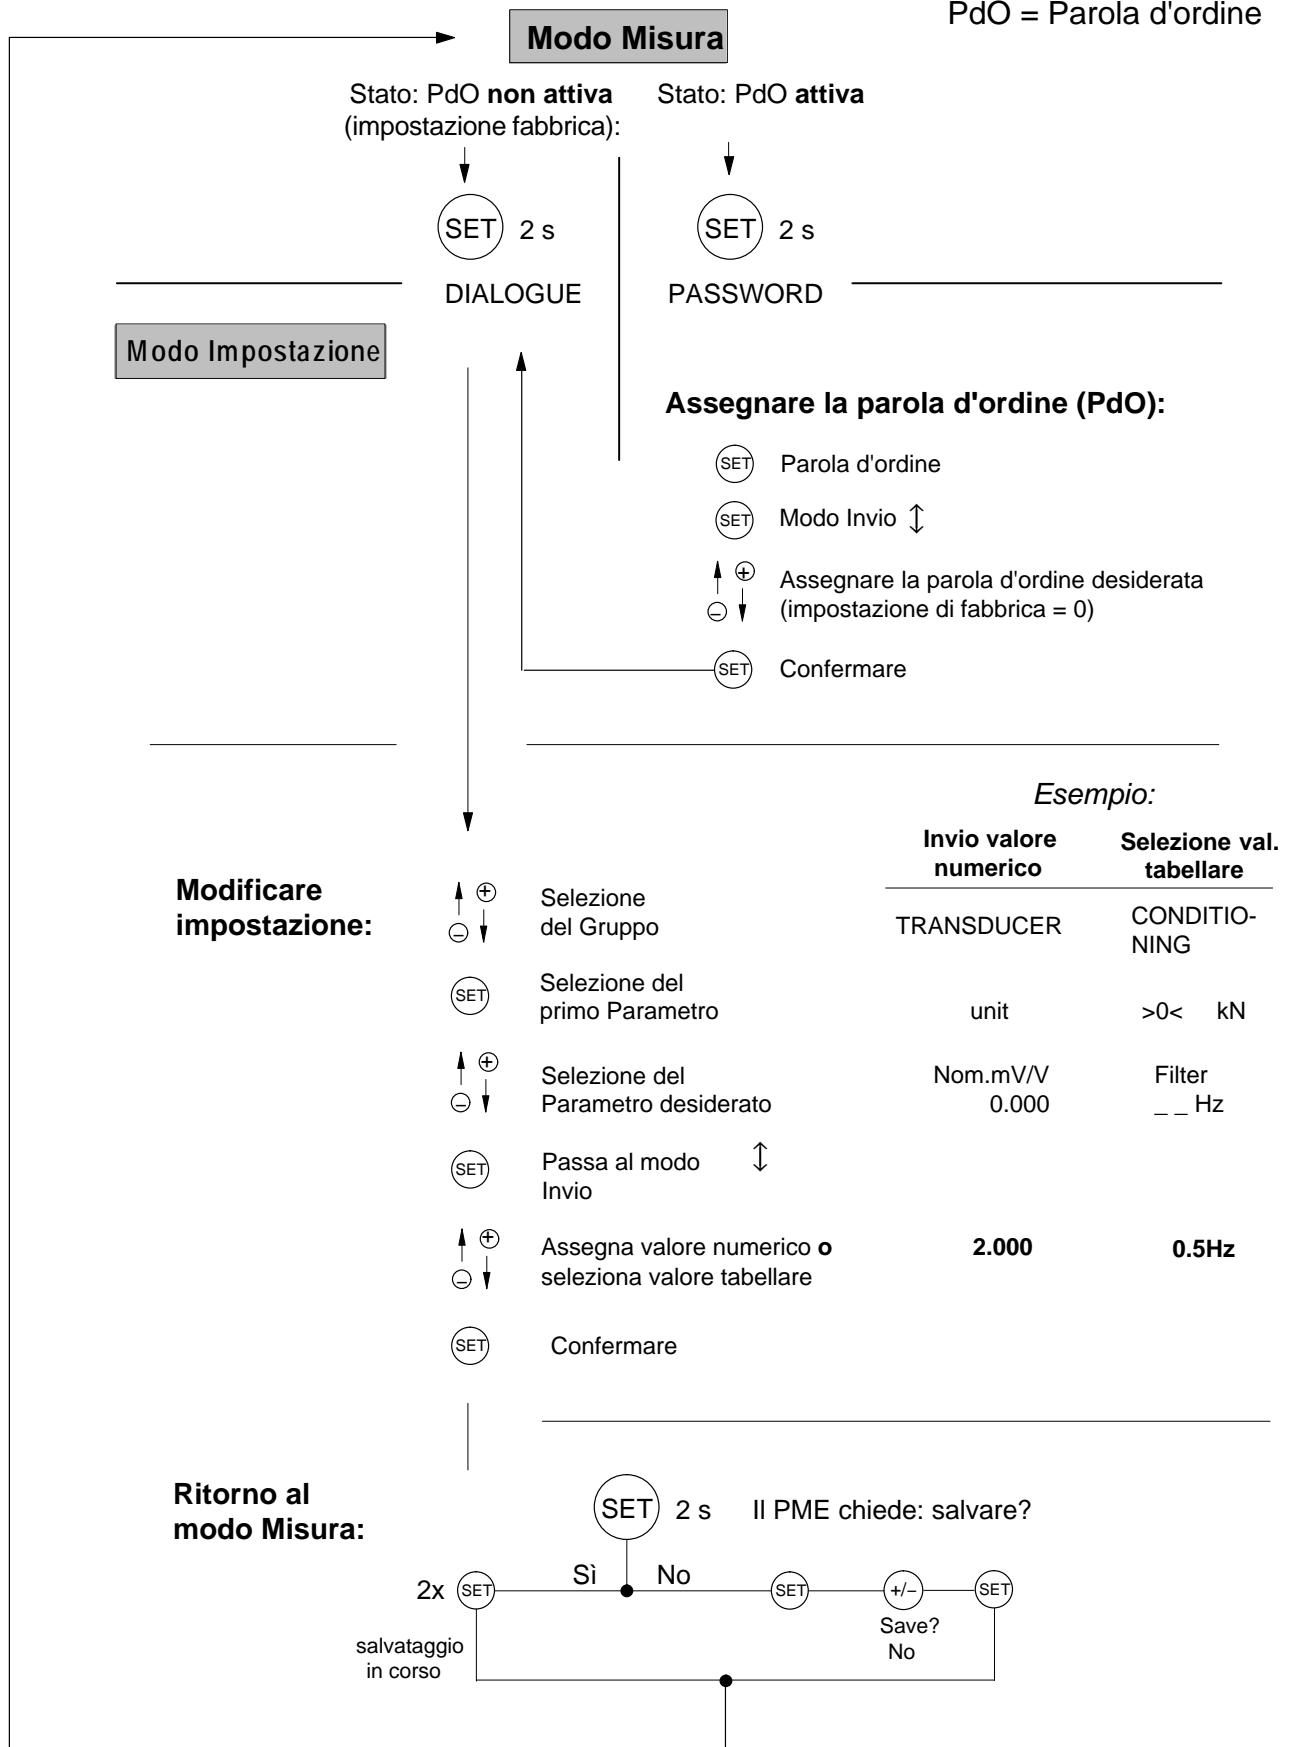 PdO = Parola d'ordine
Modo Misura
Stato: PdO non attiva
(impostazione fabbrica):
Stato: PdO attiva
SET 2 s
SET 2 s
DIALOGUE
PASSWORD
Modo Impostazione
Assegnare la parola d'ordine (PdO):
SET Parola d'ordine
SET Modo Invio ↕
↑ + Assegnare la parola d'ordine desiderata
− ↓ (impostazione di fabbrica = 0)
SET Confermare
Esempio:
Invio valore
numerico
Selezione val.
tabellare
Modificare
impostazione:
↑ + Selezione
− ↓ del Gruppo
TRANSDUCER
CONDITIO-
NING
SET Selezione del
primo Parametro
unit
>0< kN
↑ + Selezione del
− ↓ Parametro desiderato
Nom.mV/V
0.000
Filter
_ _ Hz
SET Passa al modo ↕
Invio
↑ + Assegna valore numerico o
− ↓ seleziona valore tabellare
2.000
0.5Hz
SET Confermare
Ritorno al
modo Misura:
SET 2 s Il PME chiede: salvare?
Sì No
2x SET SET +/− SET
Save?
No
salvataggio
in corso